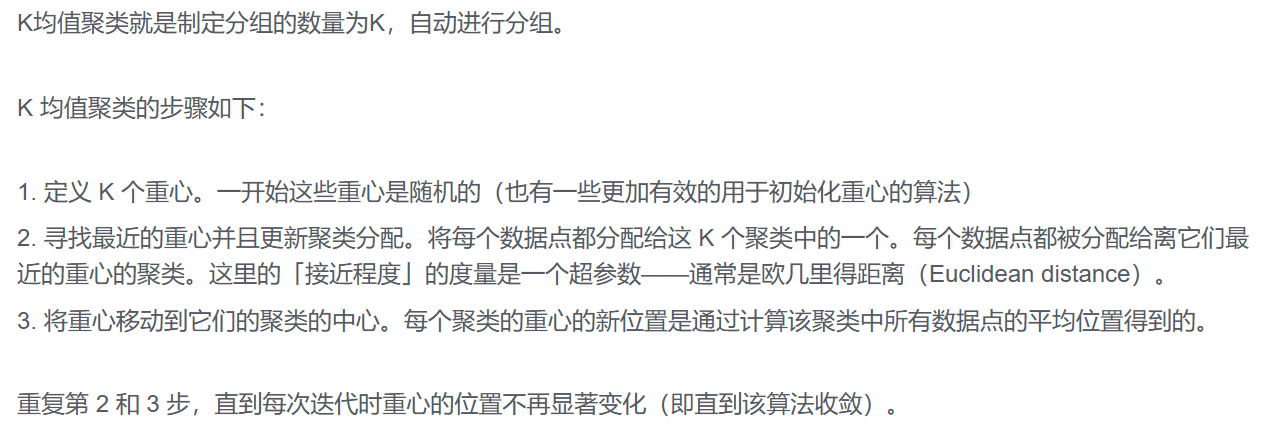 K均值聚类就是制定分组的数量为K，自动进行分组。
K 均值聚类的步骤如下：
1. 定义 K 个重心。一开始这些重心是随机的（也有一些更加有效的用于初始化重心的算法）
2. 寻找最近的重心并且更新聚类分配。将每个数据点都分配给这 K 个聚类中的一个。每个数据点都被分配给离它们最
近的重心的聚类。这里的「接近程度」的度量是一个超参数——通常是欧几里得距离（Euclidean distance）。
3. 将重心移动到它们的聚类的中心。每个聚类的重心的新位置是通过计算该聚类中所有数据点的平均位置得到的。
重复第 2 和 3 步，直到每次迭代时重心的位置不再显著变化（即直到该算法收敛）。